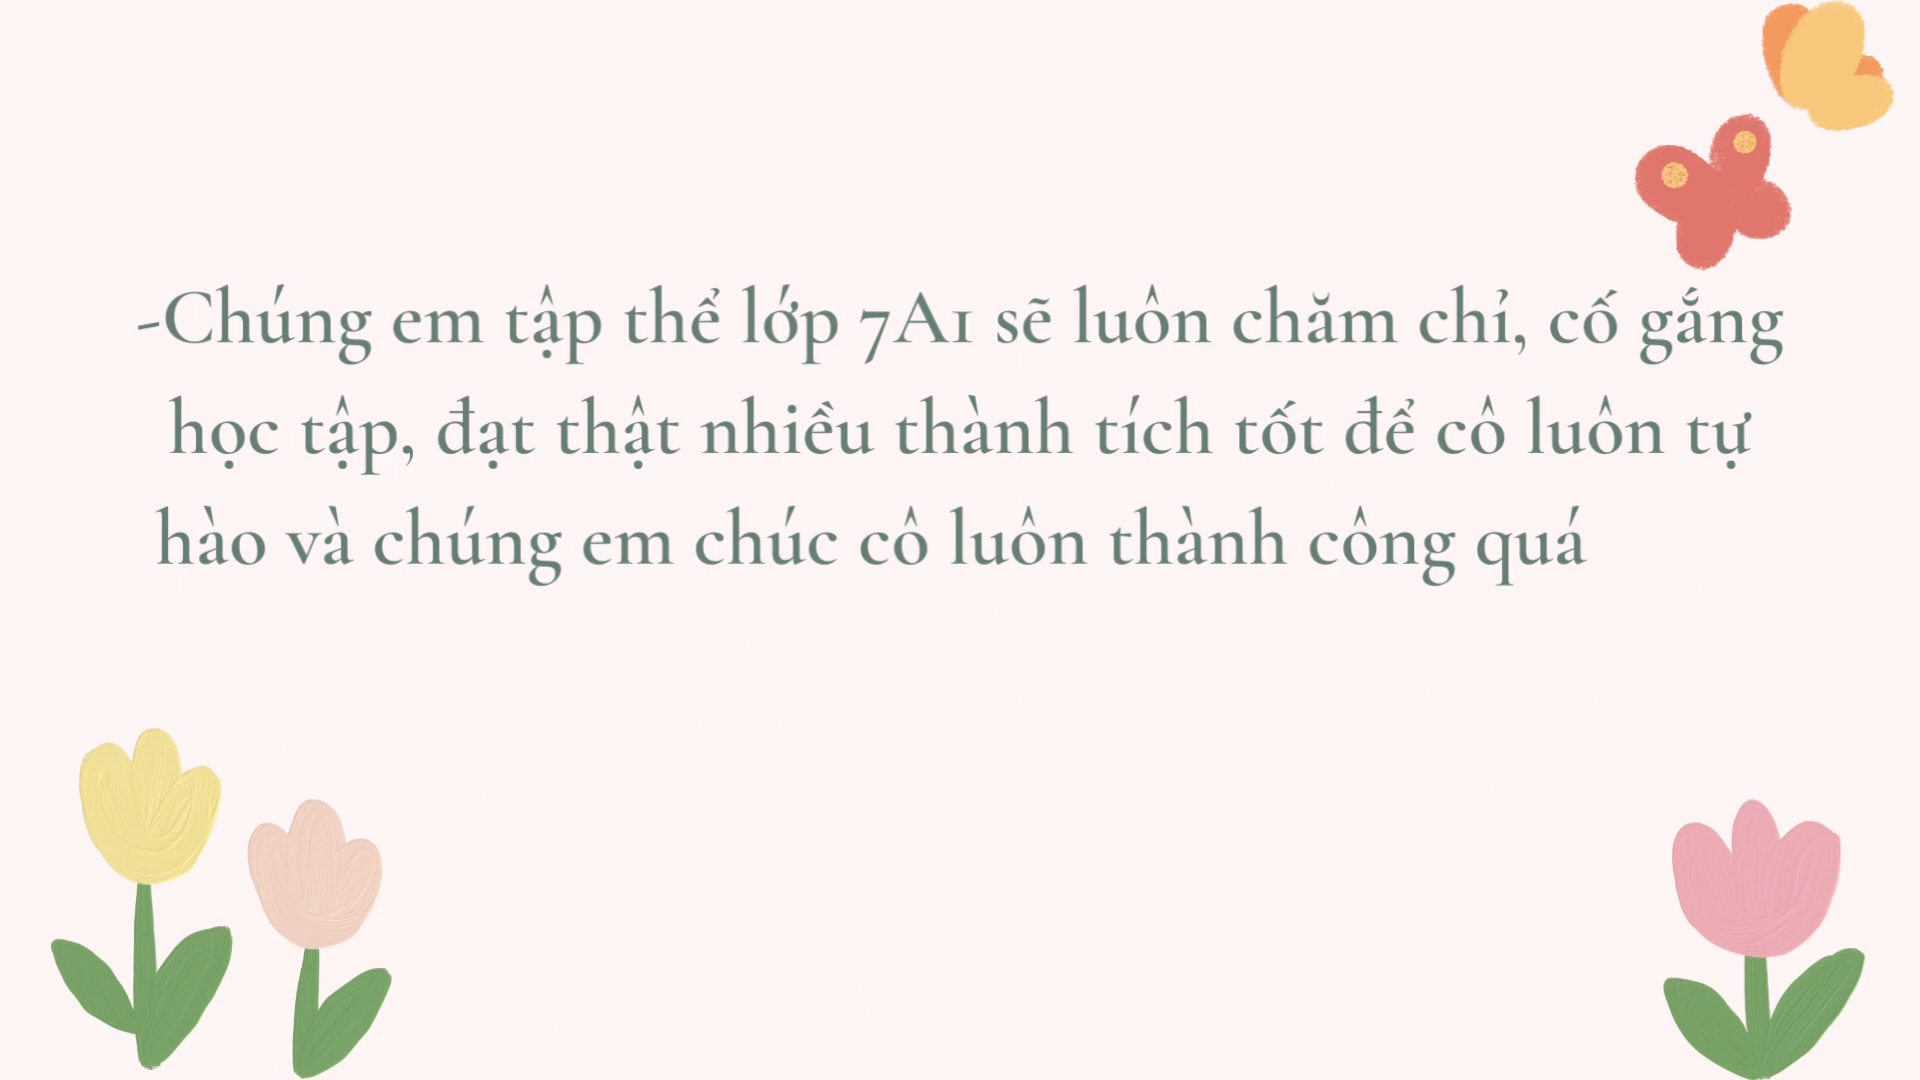 -Chúng em tập thể lớp 7A1 sẽ luôn chăm chỉ, cố gắng
học tập, đạt thật nhiều thành tích tốt để cô luôn tự
hào và chúng em chúc cô luôn thành công quá